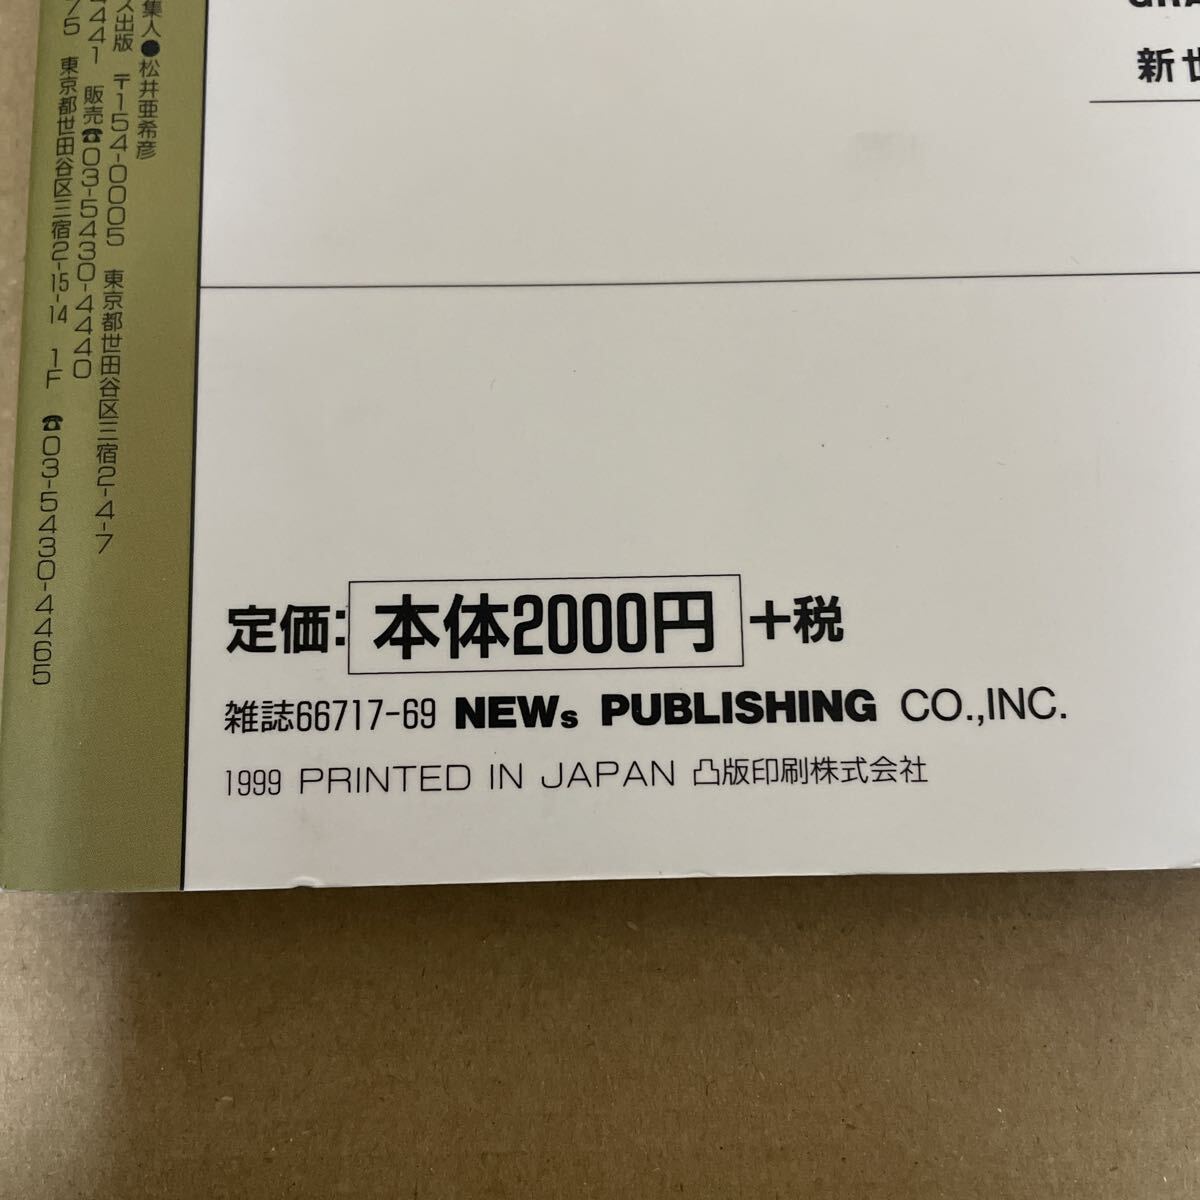 集人●松井亜希彦
ス出版 〒154-0005 東京都世田谷区三宿2-4-7
4441 販売☎03-5430-4440
75 東京都世田谷区三宿2-15-14 1F ☎03-5430-4465
新世
定価:本体2000円+税
雑誌66717-69 NEWs PUBLISHING CO.,INC.
1999 PRINTED IN JAPAN 凸版印刷株式会社